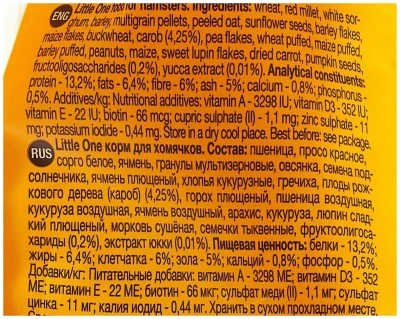 ENG Little One food for hamsters. Ingredients: wheat, red millet, white sor-
ghum, barley, multigrain pellets, peeled oat, sunflower seeds, barley flakes,
maize flakes, buckwheat, carob (4,25%), pea flakes, wheat puffed, maize puffed,
barley puffed, peanuts, maize, sweet lupin flakes, dried carrot, pumpkin seeds,
fructooligosaccharides (0,2%), yucca extract (0,01%). Analytical constituents:
protein - 13,2%; fats - 6,4%; fibre - 6%; ash - 5%; calcium - 0,8%; phosphorus -
0,5%. Additives/kg: Nutritional additives: vitamin A - 3298 IU; vitamin D3 - 352 IU;
vitamin E - 22 IU; biotin - 66 mcg; cupric sulphate (II) - 1,1 mg; zinc sulphate - 11
mg; potassium iodide - 0,44 mg. Store in a dry cool place. Best before: see package.
RUS Little One корм для хомячков. Состав: пшеница, просо красное,
сорго белое, ячмень, гранулы мультизерновые, овсянка, семена под-
солнечника, ячмень плющеный, хлопья кукурузные, гречиха, плоды рож-
кового дерева (кароб) (4,25%), горох плющеный, пшеница воздушная,
кукуруза воздушная, ячмень воздушный, арахис, кукуруза, люпин слад-
кий плющеный, морковь сушёная, семечки тыквенные, фруктоолигоса-
хариды (0,2%), экстракт юкки (0,01%). Пищевая ценность: белки - 13,2%;
жиры - 6,4%; клетчатка - 6%; зола - 5%; кальций - 0,8%; фосфор - 0,5%.
Добавки/кг: Питательные добавки: витамин А - 3298 МЕ; витамин D3 - 352
МЕ; витамин Е - 22 МЕ; биотин - 66 мкг; сульфат меди (II) - 1,1 мг; сульфат
цинка - 11 мг; калия иодид - 0,44 мг. Хранить в сухом прохладном месте.